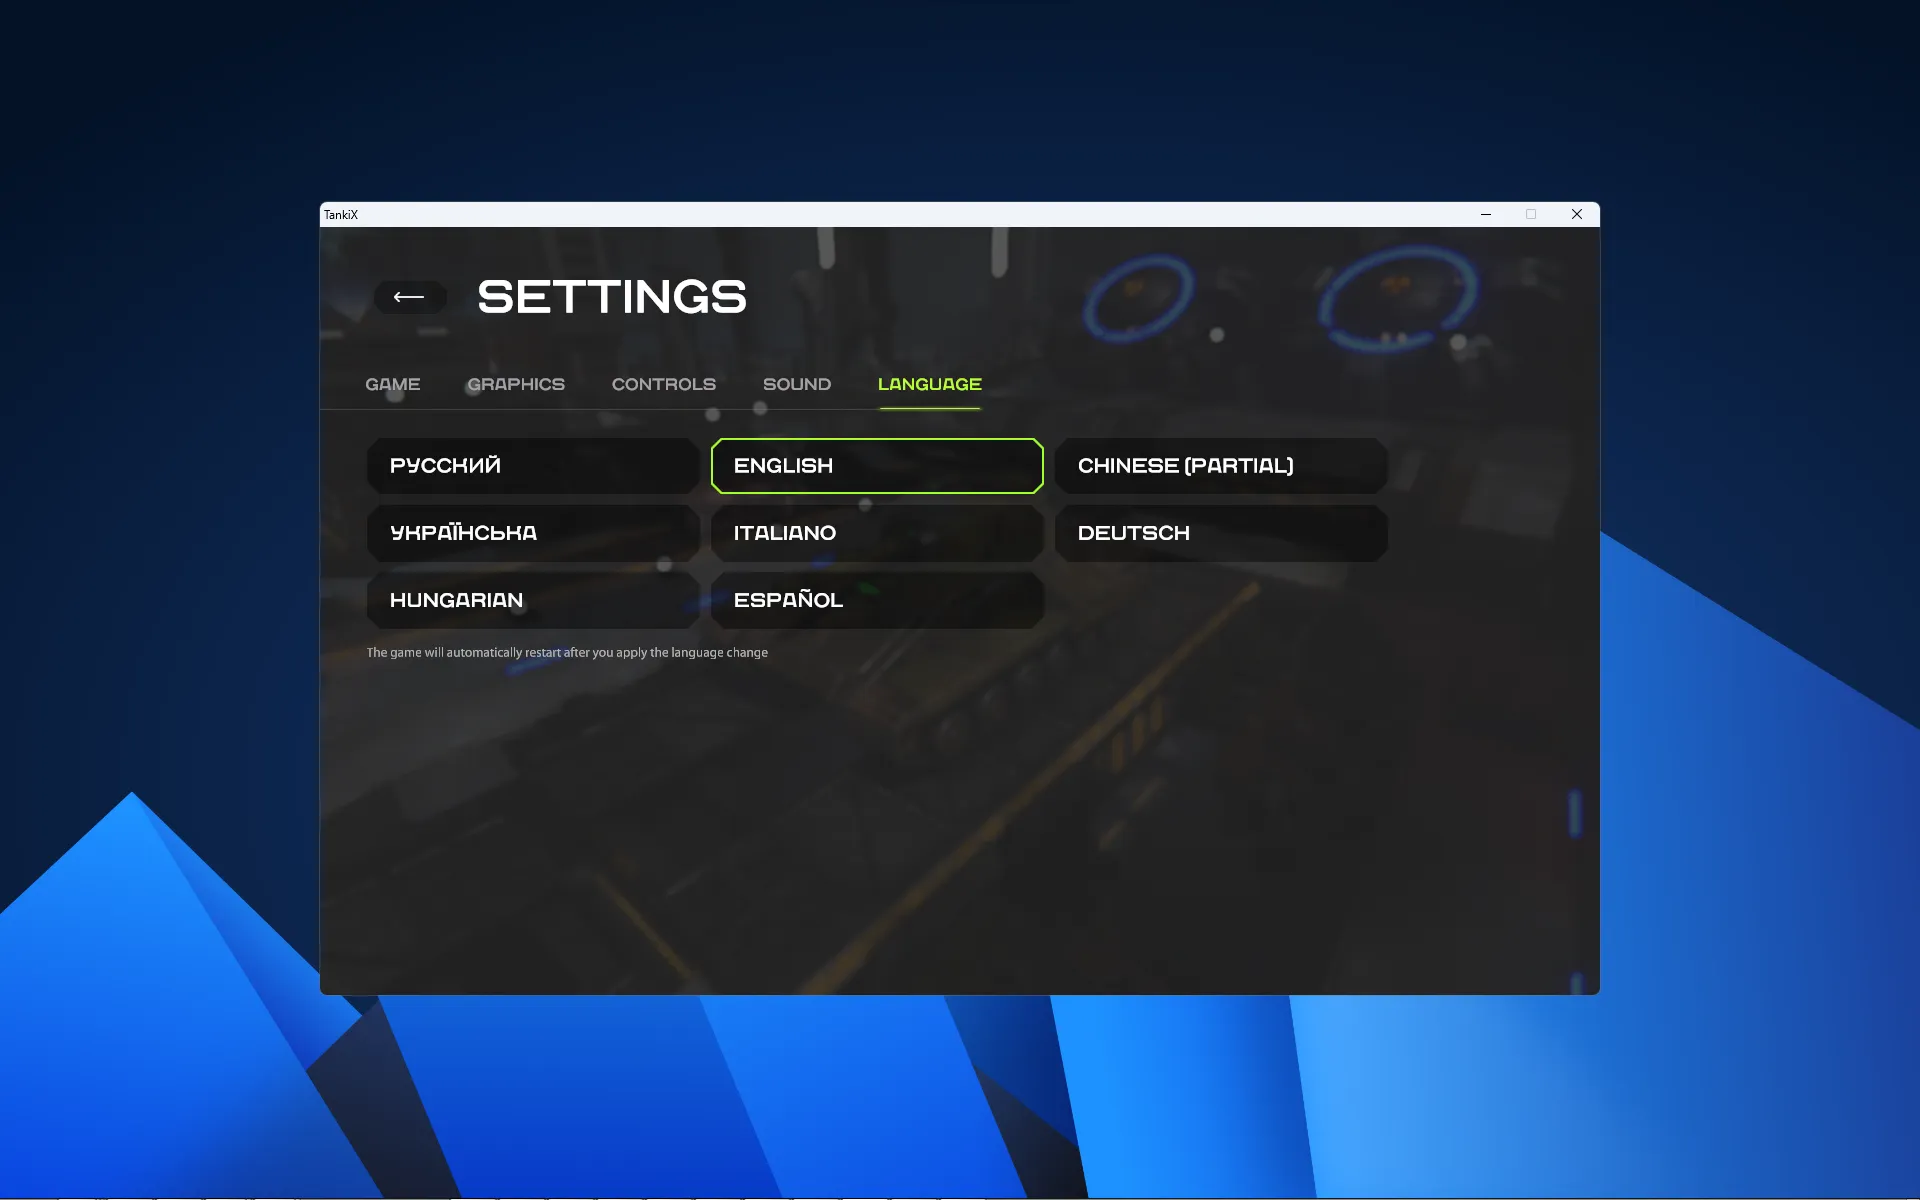 TankiX
SETTINGS
GAME GRAPHICS CONTROLS SOUND LANGUAGE
РУССКИЙ ENGLISH CHINESE (PARTIAL)
УКРАЇНСЬКА ITALIANO DEUTSCH
HUNGARIAN ESPAÑOL
The game will automatically restart after you apply the language change